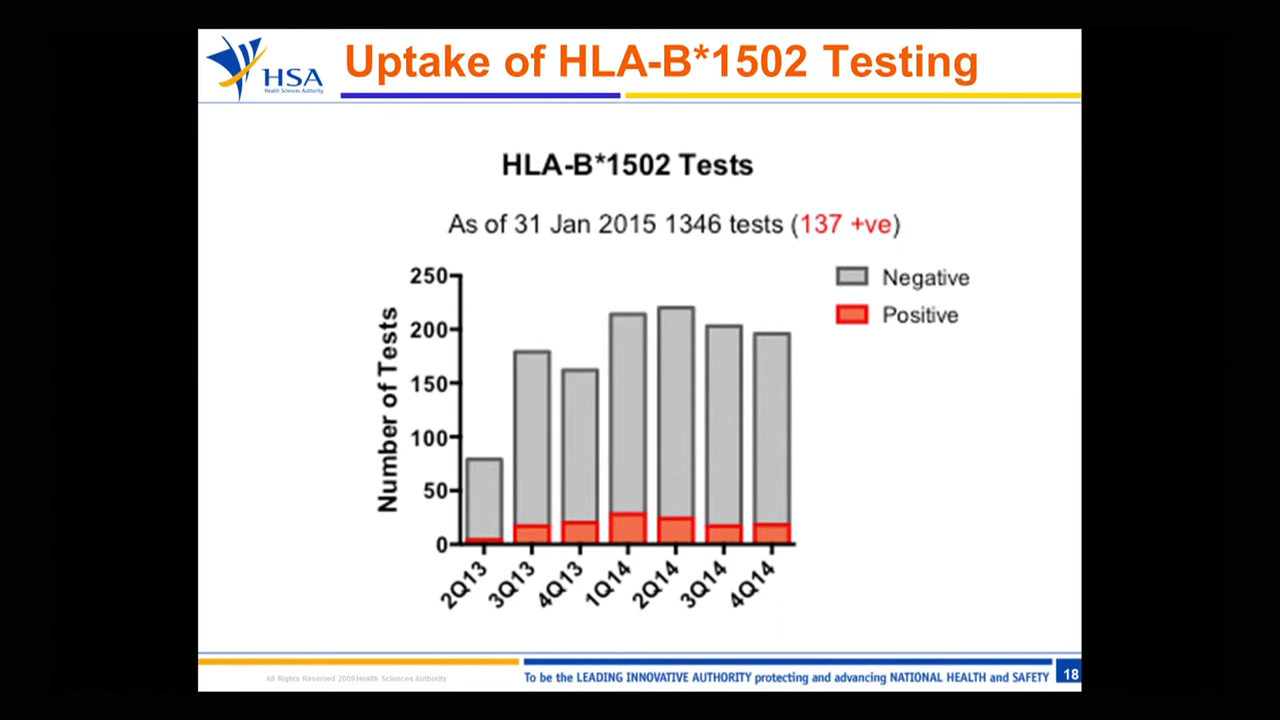 HSA
Health Sciences Authority
Uptake of HLA-B*1502 Testing
HLA-B*1502 Tests
As of 31 Jan 2015 1346 tests (137 +ve)
Negative
Positive
Number of Tests
250
200
150
100
50
0
2Q13
3Q13
4Q13
1Q14
2Q14
3Q14
4Q14
All Rights Reserved 2009 Health Sciences Authority
To be the LEADING INNOVATIVE AUTHORITY protecting and advancing NATIONAL HEALTH and SAFETY
18